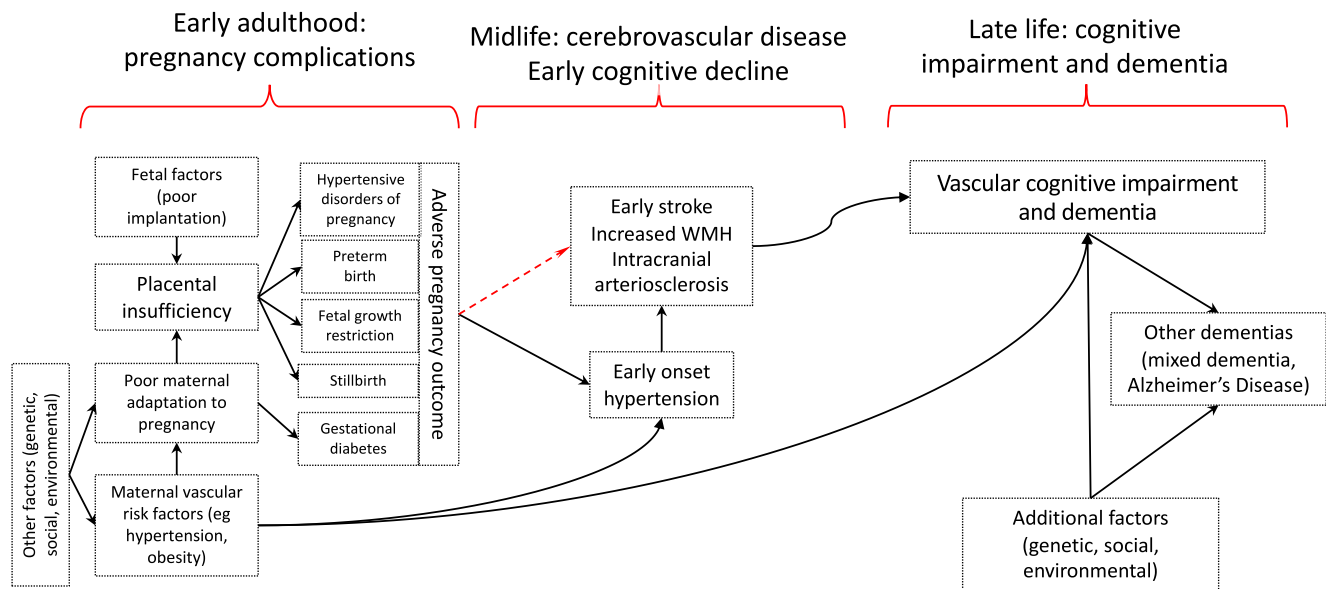 Early adulthood:
pregnancy complications
Midlife: cerebrovascular disease
Early cognitive decline
Late life: cognitive
impairment and dementia
Fetal factors
(poor
implantation)
Placental
insufficiency
Poor maternal
adaptation to
pregnancy
Maternal vascular
risk factors (eg
hypertension,
obesity)
Other factors (genetic,
social, environmental)
Hypertensive
disorders of
pregnancy
Preterm
birth
Fetal growth
restriction
Stillbirth
Gestational
diabetes
Adverse pregnancy outcome
Early stroke
Increased WMH
Intracranial
arteriosclerosis
Early onset
hypertension
Vascular cognitive impairment
and dementia
Other dementias
(mixed dementia,
Alzheimer’s Disease)
Additional factors
(genetic, social,
environmental)